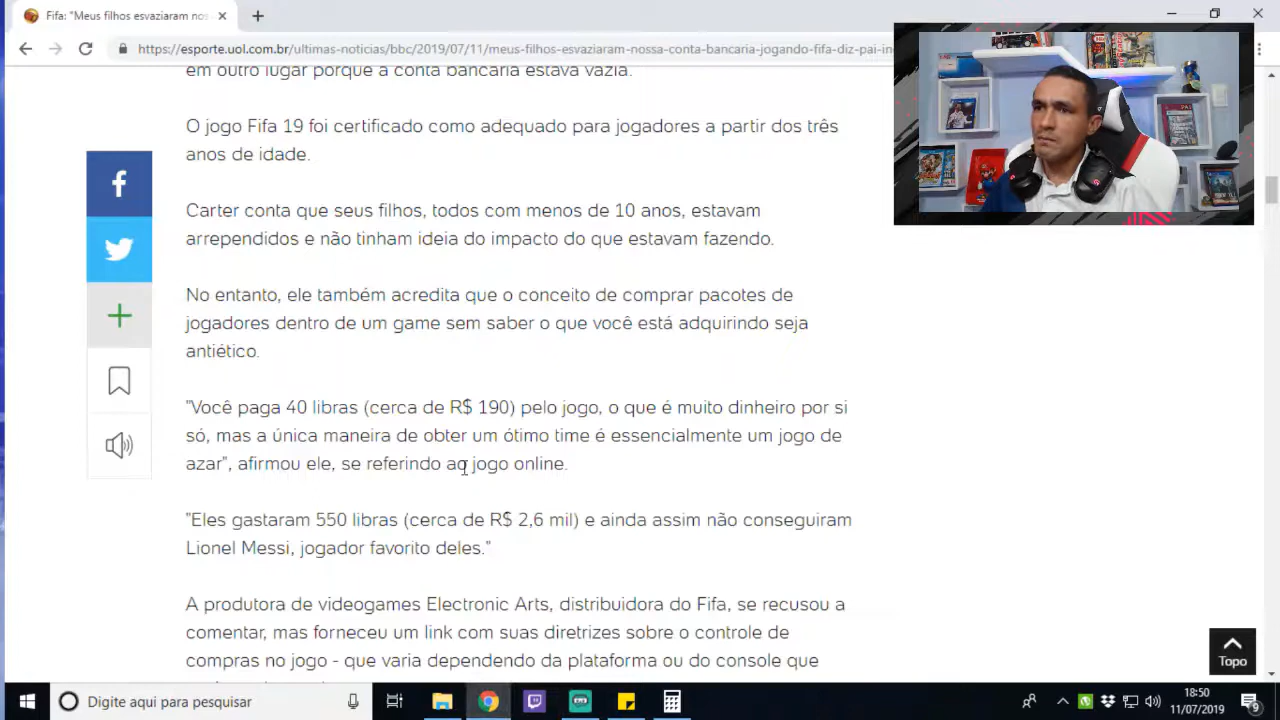 Fifa: "Meus filhos esvaziaram nos
https://esporte.uol.com.br/ultimas-noticias/bbc/2019/07/11/meus-filhos-esvaziaram-nossa-conta-bancaria-jogando-fifa-diz-pai-in
em outro lugar porque a conta bancária estava vazia.
O jogo Fifa 19 foi certificado como adequado para jogadores a partir dos três
anos de idade.
Carter conta que seus filhos, todos com menos de 10 anos, estavam
arrependidos e não tinham ideia do impacto do que estavam fazendo.
No entanto, ele também acredita que o conceito de comprar pacotes de
jogadores dentro de um game sem saber o que você está adquirindo seja
antiético.
"Você paga 40 libras (cerca de R$ 190) pelo jogo, o que é muito dinheiro por si
só, mas a única maneira de obter um ótimo time é essencialmente um jogo de
azar", afirmou ele, se referindo ao jogo online.
"Eles gastaram 550 libras (cerca de R$ 2,6 mil) e ainda assim não conseguiram
Lionel Messi, jogador favorito deles."
A produtora de videogames Electronic Arts, distribuidora do Fifa, se recusou a
comentar, mas forneceu um link com suas diretrizes sobre o controle de
compras no jogo - que varia dependendo da plataforma ou do console que
Topo
Digite aqui para pesquisar
18:50
11/07/2019
9